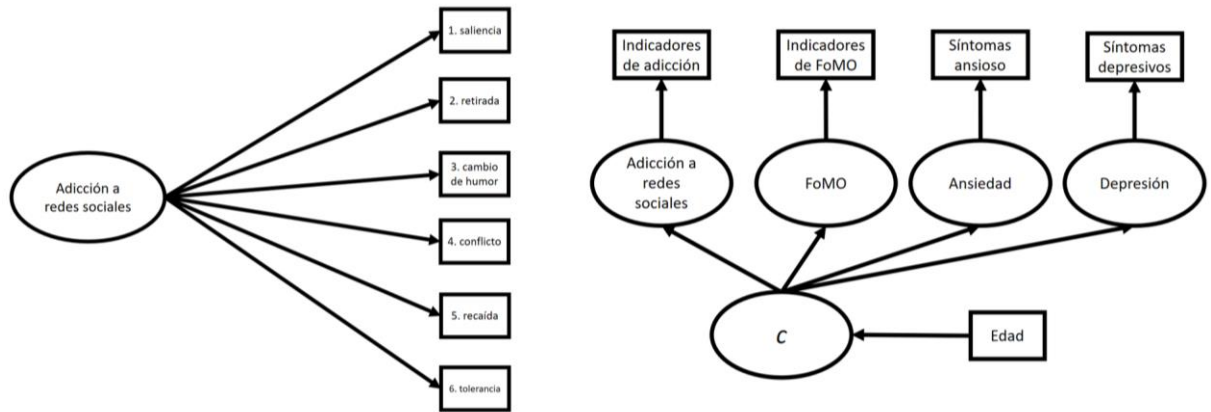 Adicción a
redes sociales
1. saliencia
2. retirada
3. cambio
de humor
4. conflicto
5. recaída
6. tolerancia
Indicadores
de adicción
Indicadores
de FoMO
Síntomas
ansioso
Síntomas
depresivos
Adicción a
redes
sociales
FoMO
Ansiedad
Depresión
C
Edad